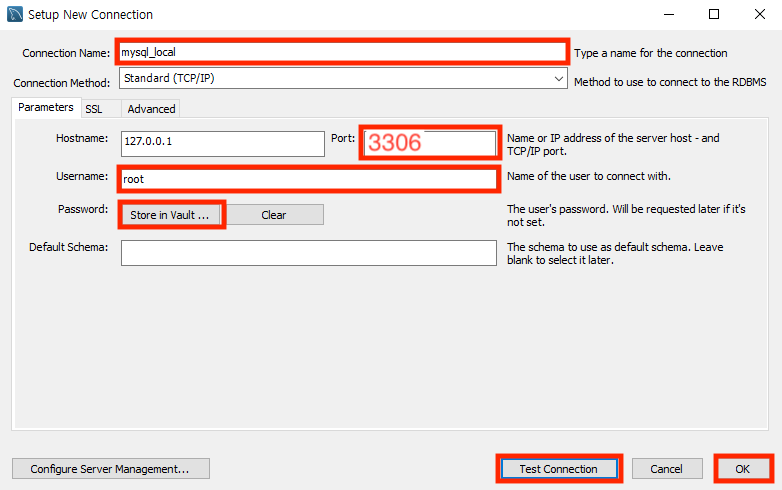 Setup New Connection
Connection Name: mysql_local Type a name for the connection
Connection Method: Standard (TCP/IP) Method to use to connect to the RDBMS
Parameters SSL Advanced
Hostname: 127.0.0.1 Port: 3306 Name or IP address of the server host - and
TCP/IP port.
Username: root Name of the user to connect with.
Password: Store in Vault ... Clear The user's password. Will be requested later if it's
not set.
Default Schema: The schema to use as default schema. Leave
blank to select it later.
Configure Server Management... Test Connection Cancel OK